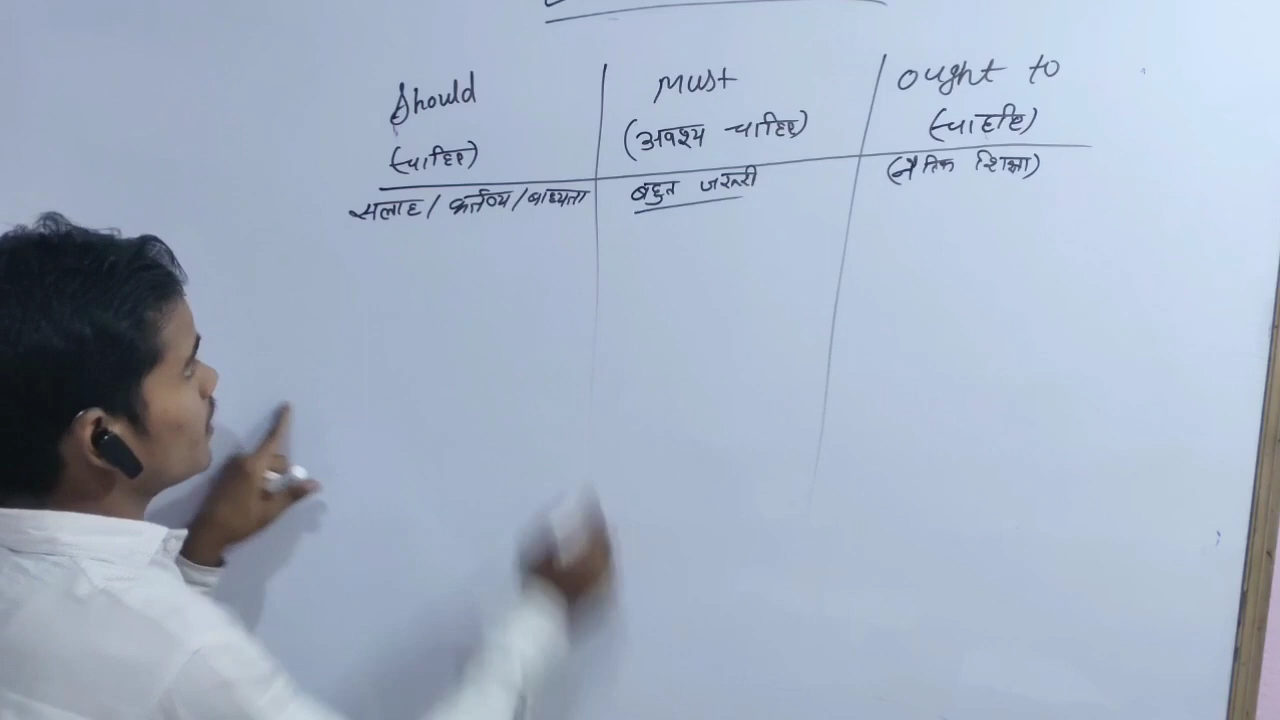 Should
(चाहिए)
सलाह / कर्तव्य / बाध्यता
Must
(अवश्य चाहिए)
बहुत जरुरी
ought to
(चाहिए)
(नैतिक शिक्षा)